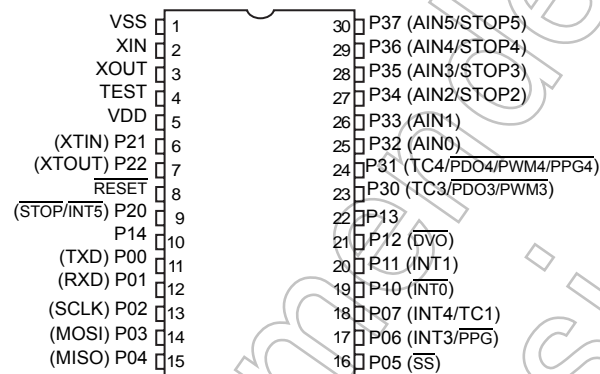 VSS 1 30 P37 (AIN5/STOP5)
XIN 2 29 P36 (AIN4/STOP4)
XOUT 3 28 P35 (AIN3/STOP3)
TEST 4 27 P34 (AIN2/STOP2)
VDD 5 26 P33 (AIN1)
(XTIN) P21 6 25 P32 (AIN0)
(XTOUT) P22 7 24 P31 (TC4/PDO4/PWM4/PPG4)
RESET 8 23 P30 (TC3/PDO3/PWM3)
(STOP/INT5) P20 9 22 P13
P14 10 21 P12 (DVO)
(TXD) P00 11 20 P11 (INT1)
(RXD) P01 12 19 P10 (INT0)
(SCLK) P02 13 18 P07 (INT4/TC1)
(MOSI) P03 14 17 P06 (INT3/PPG)
(MISO) P04 15 16 P05 (SS)